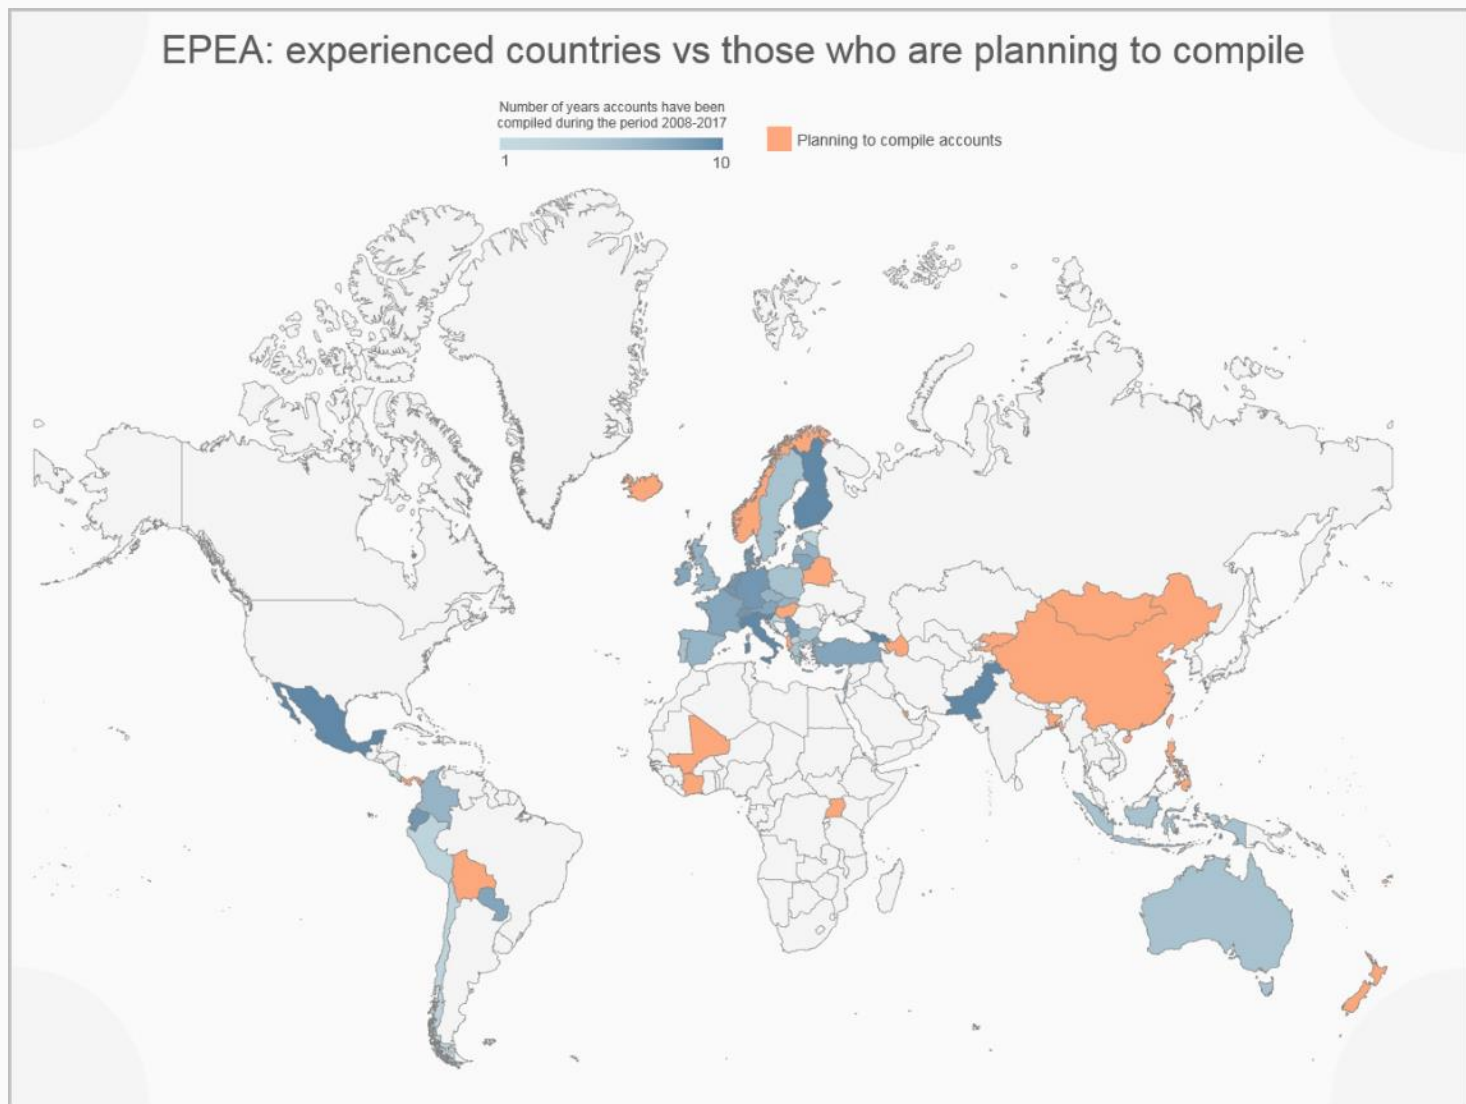 EPEA: experienced countries vs those who are planning to compile
Number of years accounts have been
compiled during the period 2008-2017
1
10
Planning to compile accounts